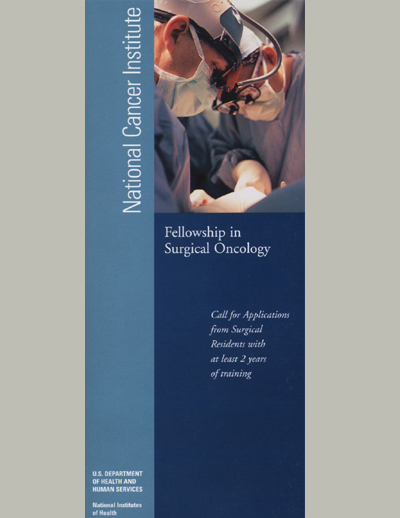 National Cancer Institute
Fellowship in
Surgical Oncology
Call for Applications
from Surgical
Residents with
at least 2 years
of training
U.S. DEPARTMENT
OF HEALTH AND
HUMAN SERVICES
National Institutes
of Health